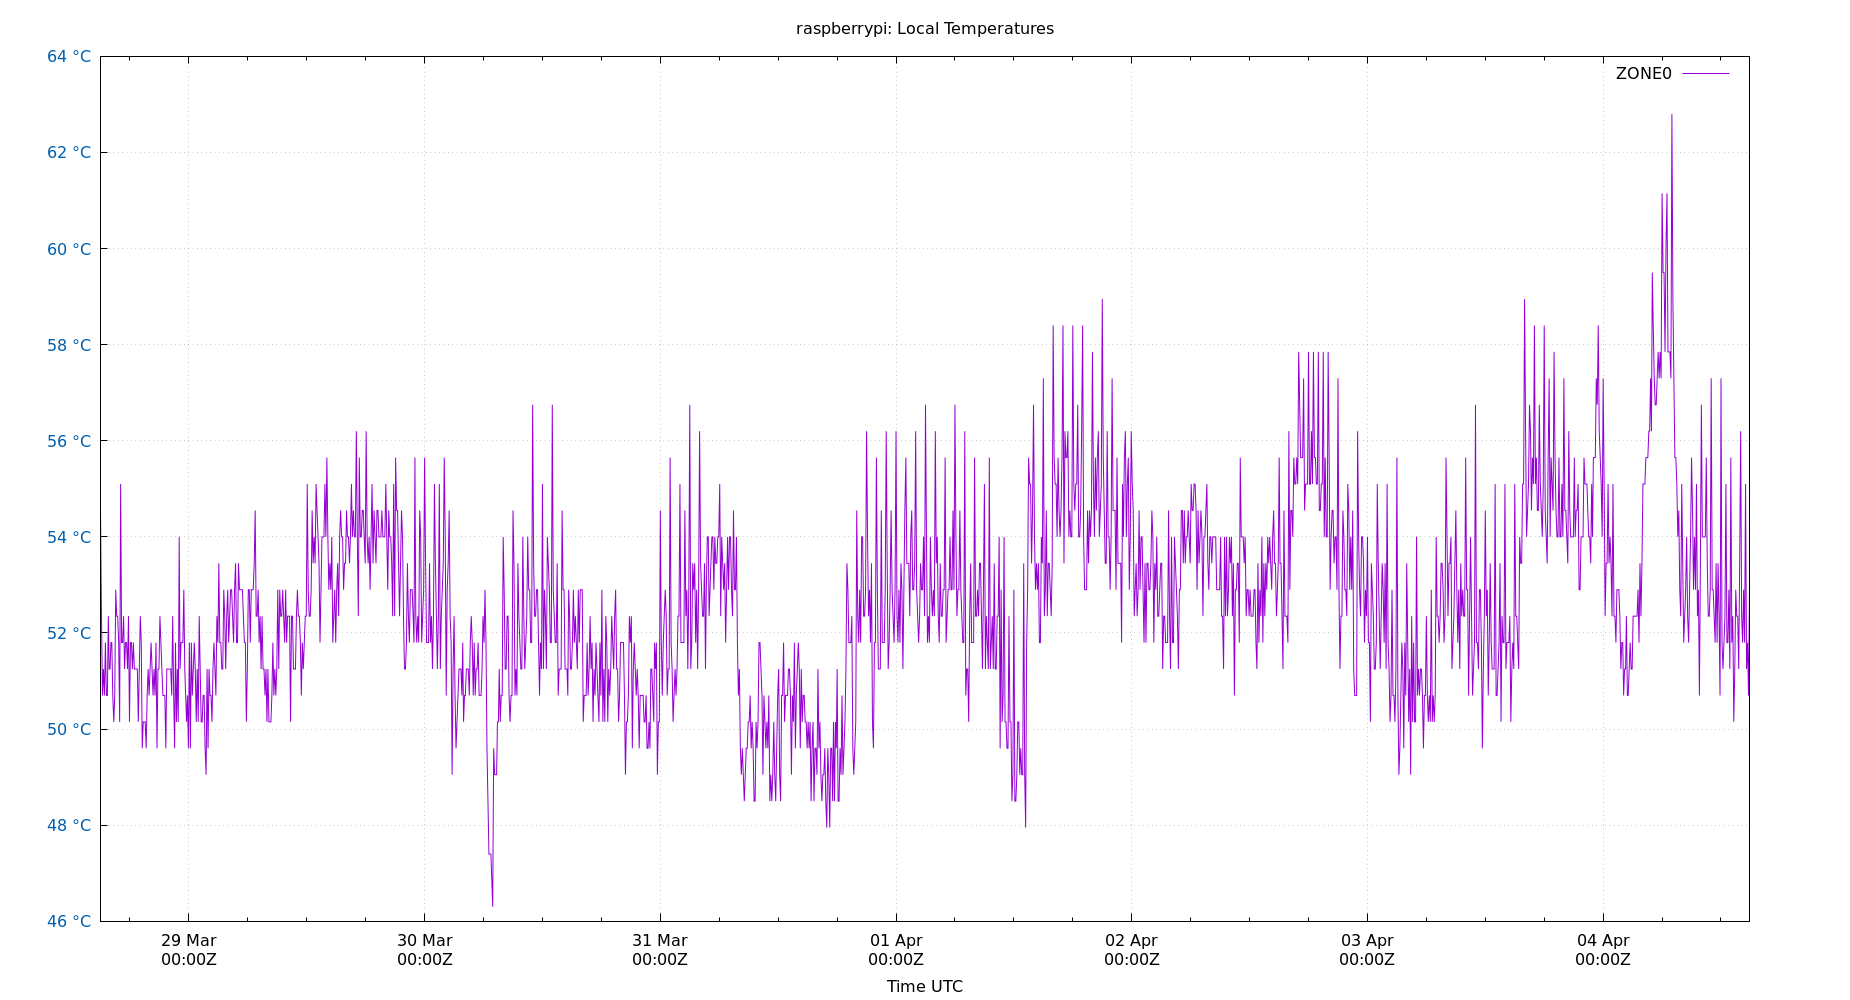 raspberrypi: Local Temperatures
64 °C
ZONE0
62 °C
60 °C
58 °C
56 °C
54 °C
52 °C
50 °C
48 °C
46 °C
29 Mar 30 Mar 31 Mar 01 Apr 02 Apr 03 Apr 04 Apr
00:00Z 00:00Z 00:00Z 00:00Z 00:00Z 00:00Z 00:00Z
Time UTC